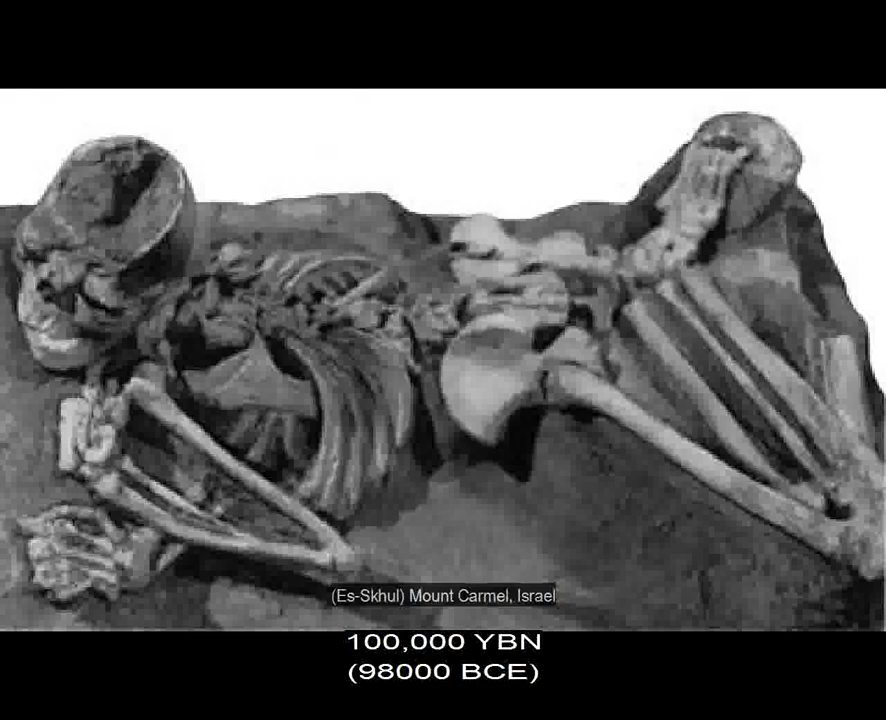 (Es-Skhul) Mount Carmel, Israel
100,000 YBN
(98000 BCE)